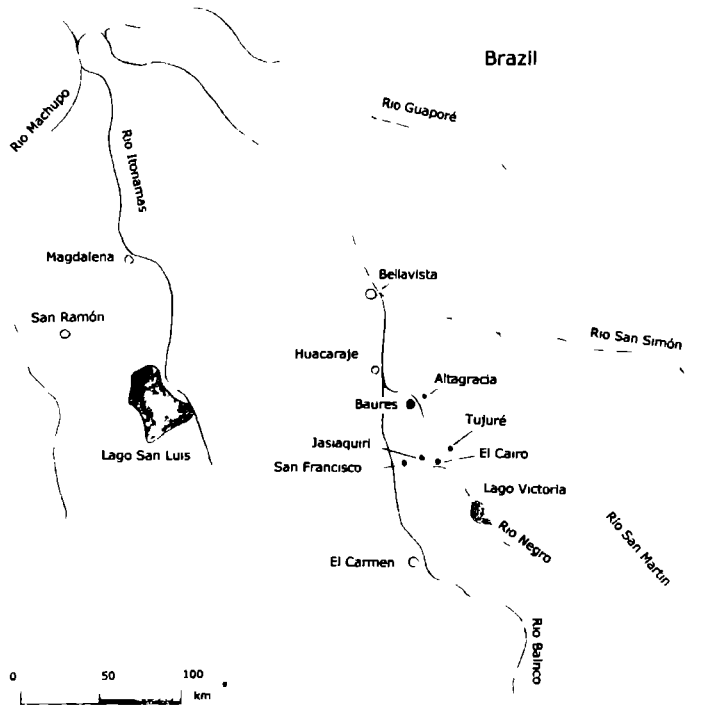 Brazil
Rio Guaporé
Rio Machupo
Rio Itonamas
Magdalena
Bellavista
San Ramón
Rio San Simón
Huacaraje
Altagracia
Baures
Tujuré
Jasiaquiri
El Cairo
San Francisco
Lago San Luis
Lago Victoria
Rio Negro
Río San Martin
El Carmen
Rio Balnco
0 50 100
km